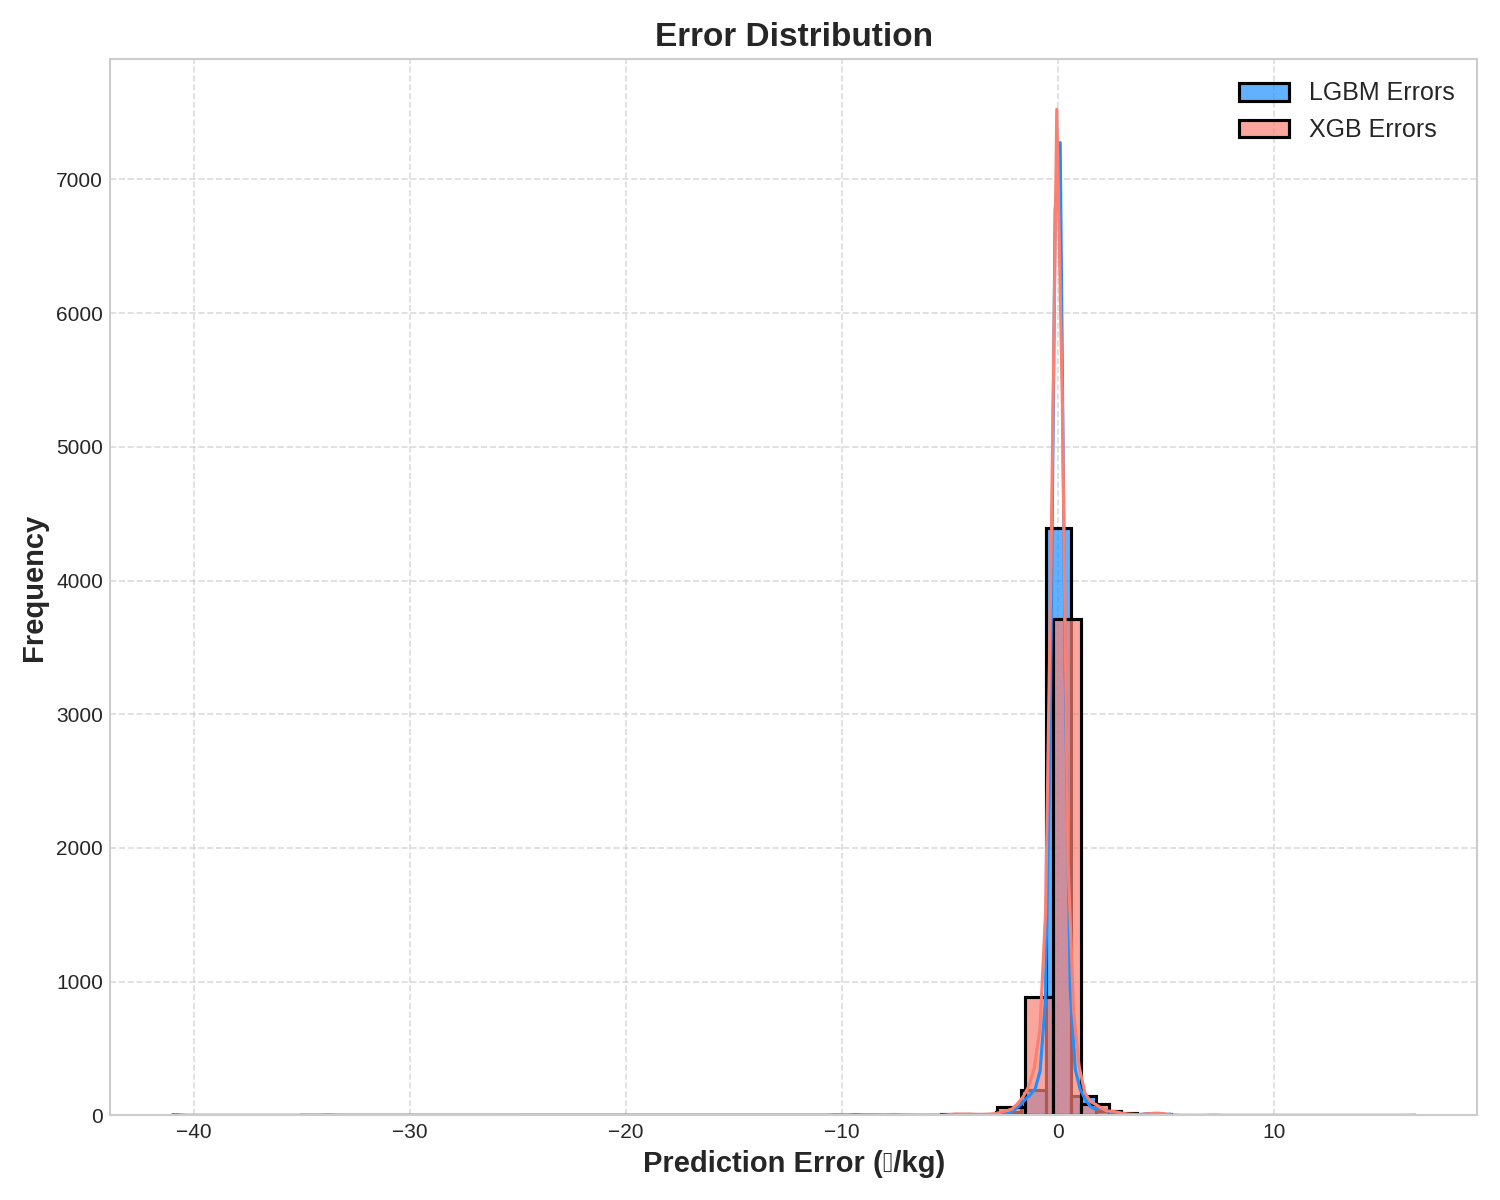 Error Distribution
LGBM Errors
XGB Errors
7000
6000
5000
4000
3000
2000
1000
0
Frequency
−40
−30
−20
−10
0
10
Prediction Error (▯/kg)